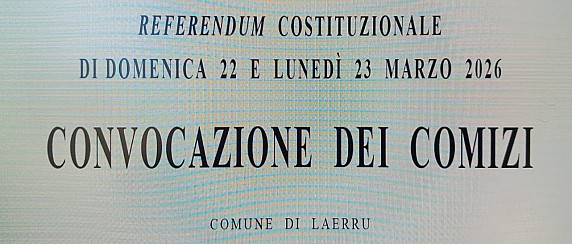 REFERENDUM COSTITUZIONALE
DI DOMENICA 22 E LUNEDÌ 23 MARZO 2026
CONVOCAZIONE DEI COMIZI
COMUNE DI LAERRU